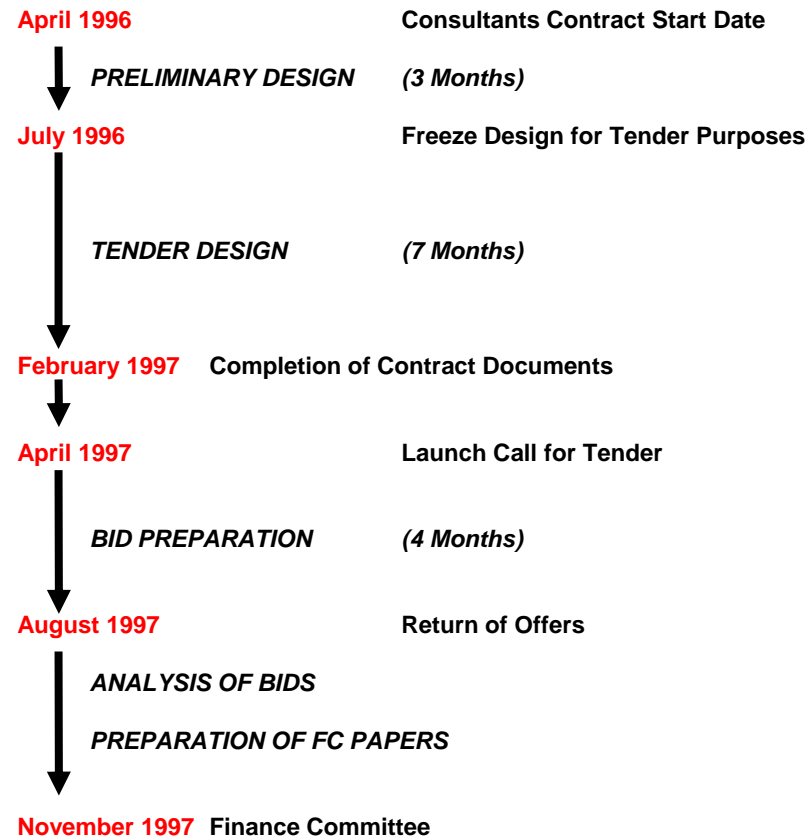 April 1996 Consultants Contract Start Date
PRELIMINARY DESIGN (3 Months)
July 1996 Freeze Design for Tender Purposes
TENDER DESIGN (7 Months)
February 1997 Completion of Contract Documents
April 1997 Launch Call for Tender
BID PREPARATION (4 Months)
August 1997 Return of Offers
ANALYSIS OF BIDS
PREPARATION OF FC PAPERS
November 1997 Finance Committee